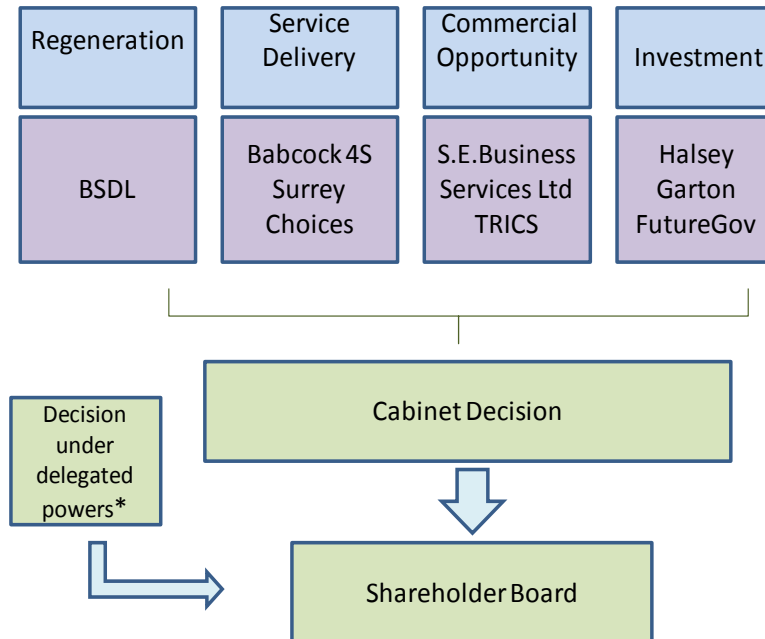 Regeneration
Service
Delivery
Commercial
Opportunity
Investment
BSDL
Babcock 4S
Surrey
Choices
S.E.Business
Services Ltd
TRICS
Halsey
Garton
FutureGov
Cabinet Decision
Decision
under
delegated
powers*
Shareholder Board